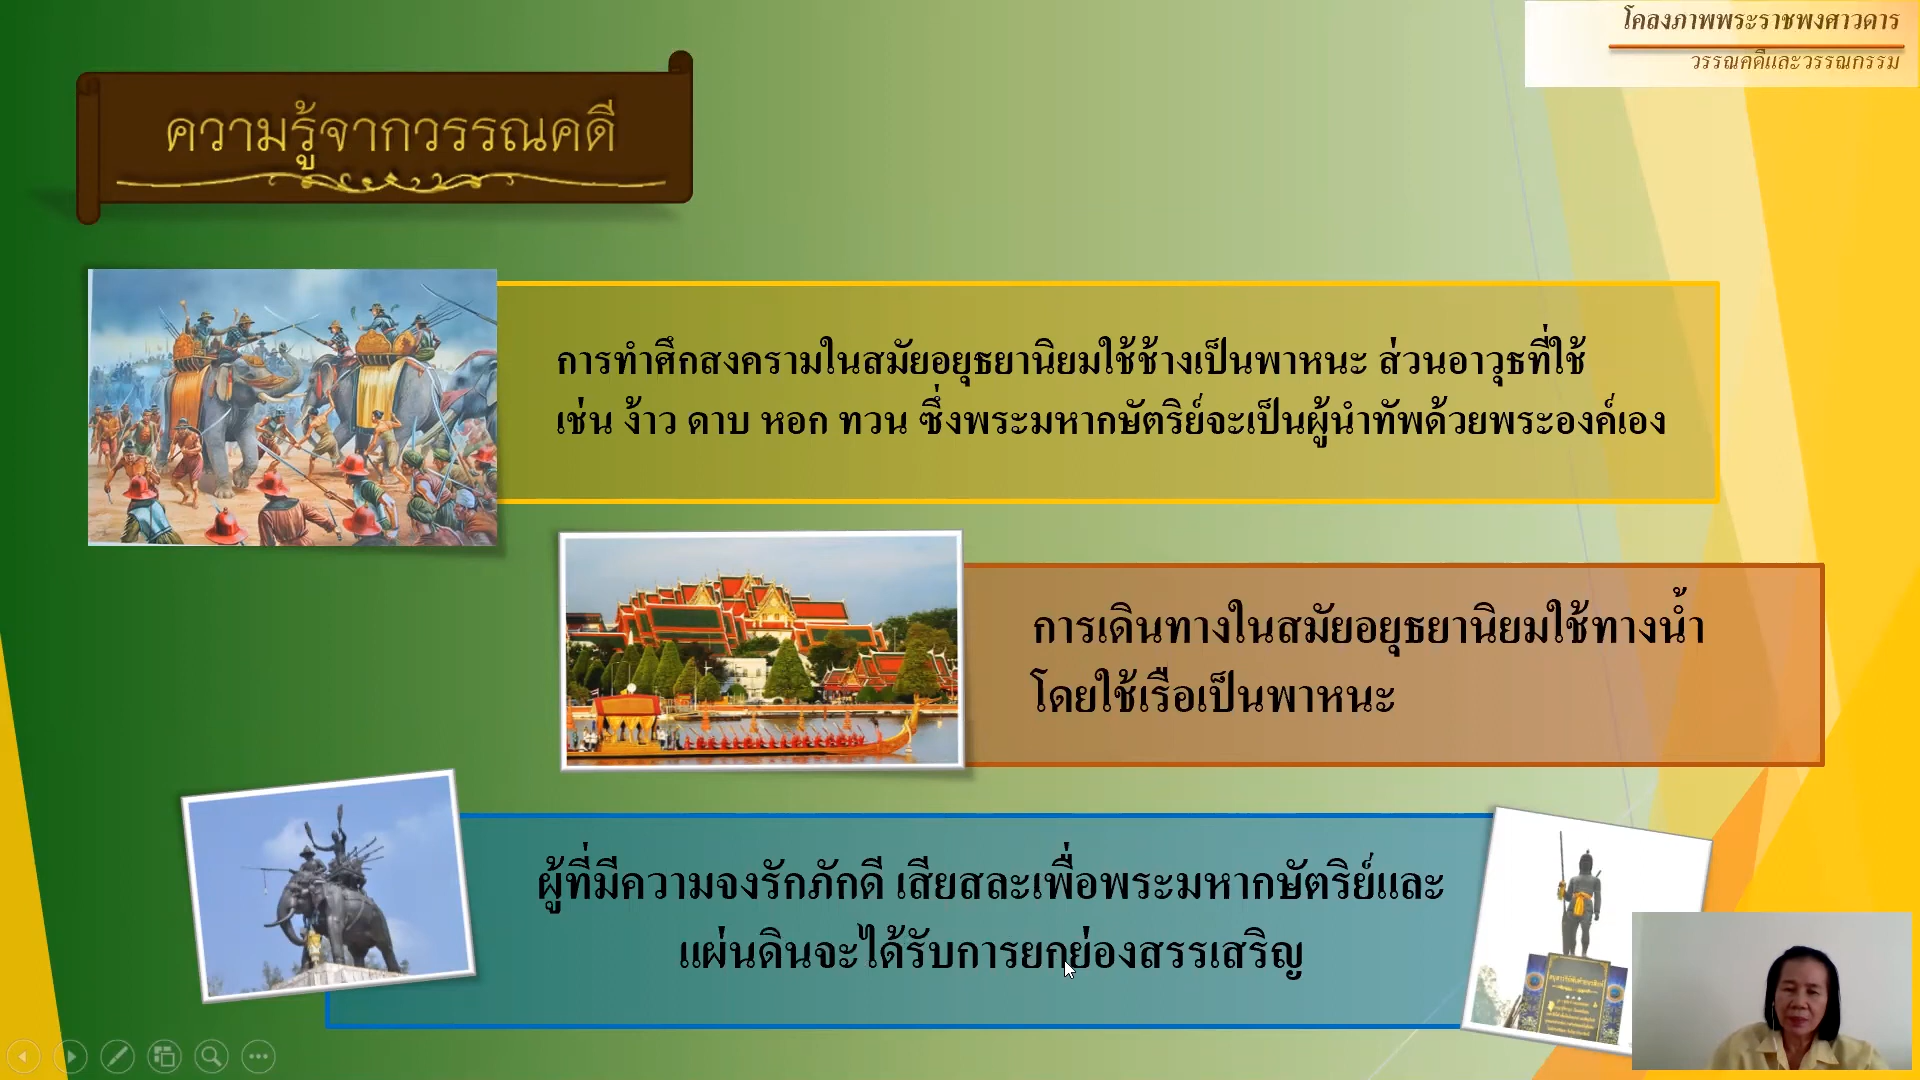 โคลงภาพพระราชพงศาวดาร
วรรณคดีและวรรณกรรม
ความรู้จากวรรณคดี
การทำศึกสงครามในสมัยอยุธยานิยมใช้ช้างเป็นพาหนะ ส่วนอาวุธที่ใช้
เช่น ง้าว ดาบ หอก ทวน ซึ่งพระมหากษัตริย์จะเป็นผู้นำทัพด้วยพระองค์เอง
การเดินทางในสมัยอยุธยานิยมใช้ทางน้ำ
โดยใช้เรือเป็นพาหนะ
ผู้ที่มีความจงรักภักดี เสียสละเพื่อพระมหากษัตริย์และ
แผ่นดินจะได้รับการยกย่องสรรเสริญ